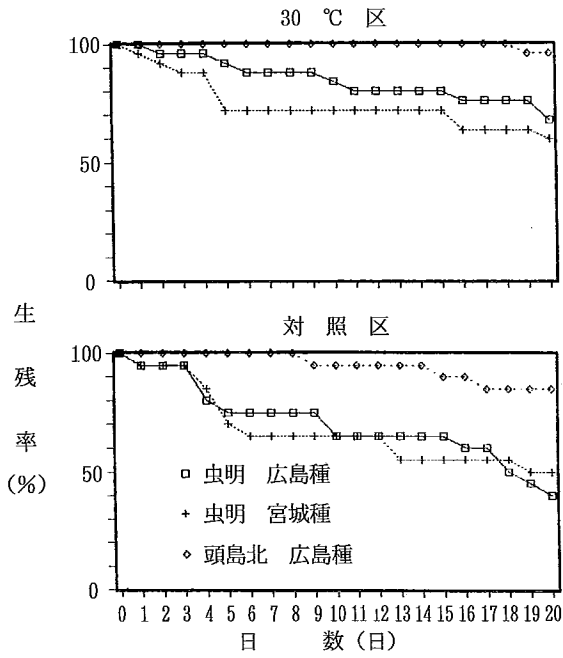 30 ℃ 区
100
50
0
対 照 区
100
50
0
生残率(%)
虫明 広島種
虫明 宮城種
頭島北 広島種
0 1 2 3 4 5 6 7 8 9 10 11 12 13 14 15 16 17 18 19 20
日 数(日)